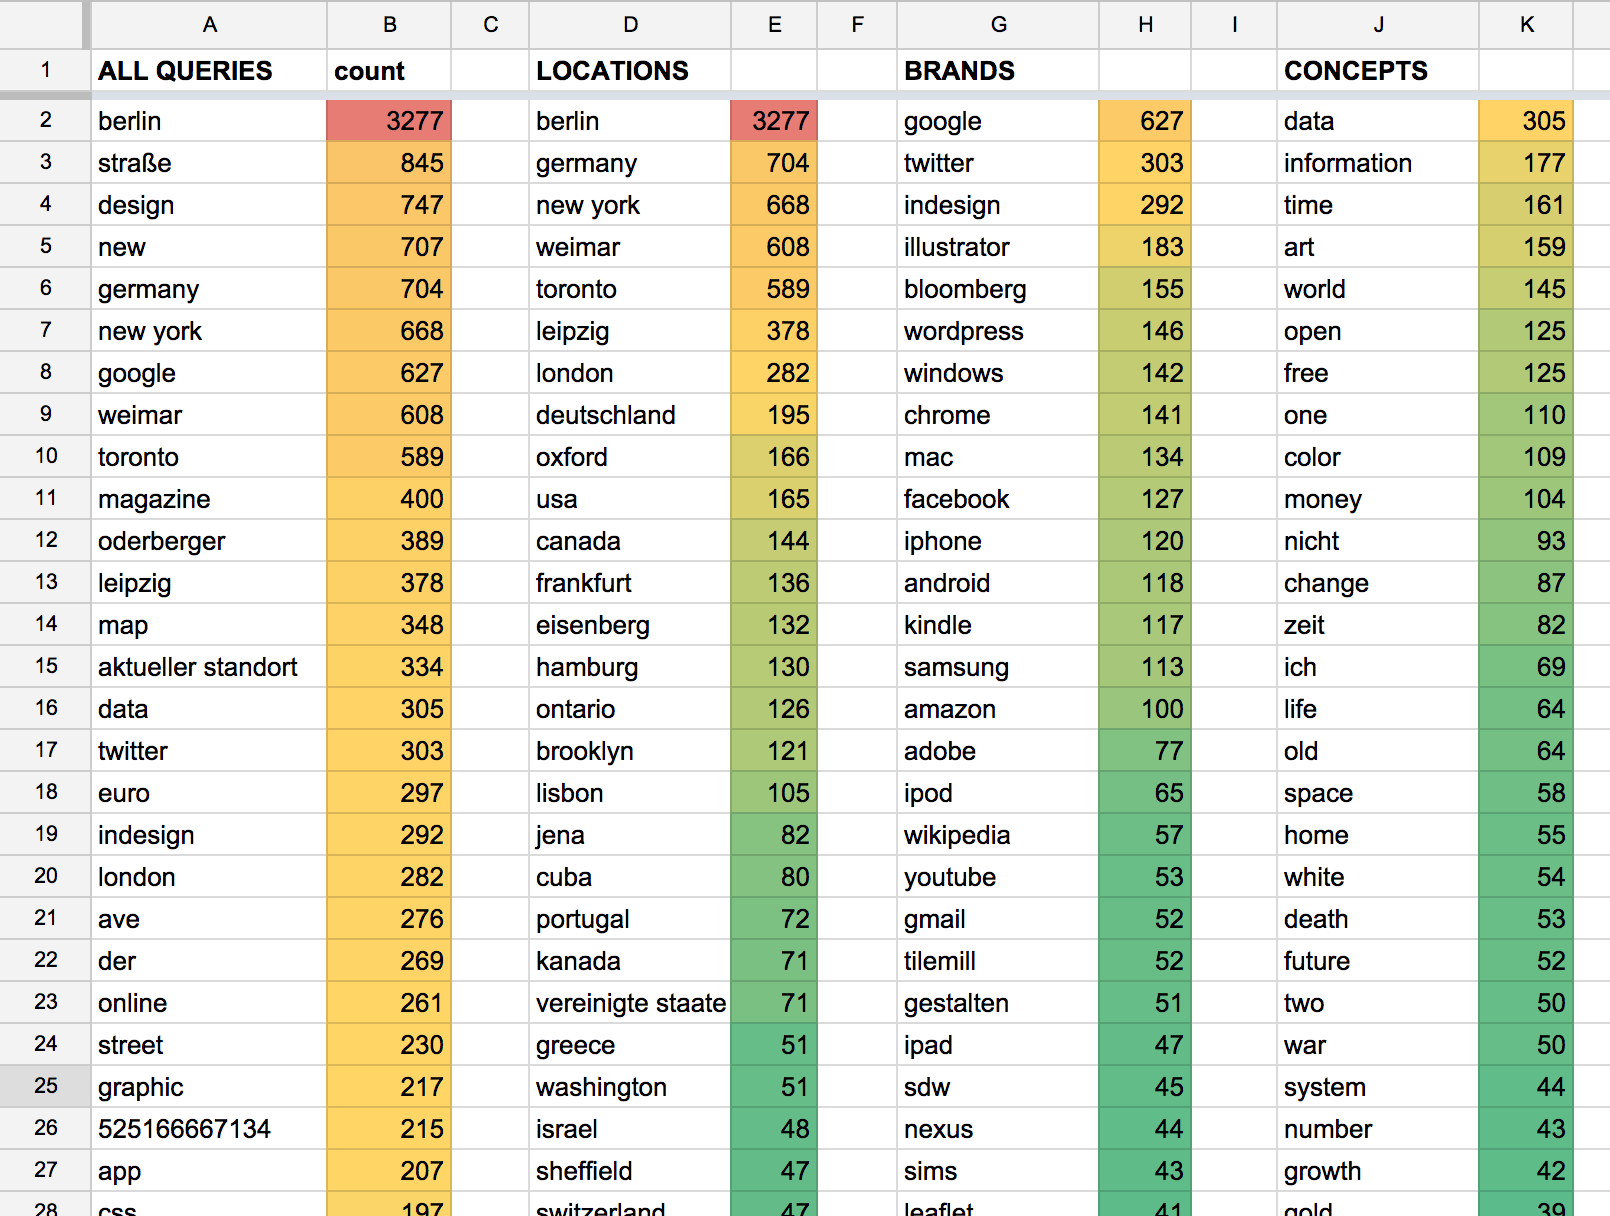 A B C D E F G H I J K
1 ALL QUERIES count LOCATIONS BRANDS CONCEPTS
2 berlin 3277 berlin 3277 google 627 data 305
3 straße 845 germany 704 twitter 303 information 177
4 design 747 new york 668 indesign 292 time 161
5 new 707 weimar 608 illustrator 183 art 159
6 germany 704 toronto 589 bloomberg 155 world 145
7 new york 668 leipzig 378 wordpress 146 open 125
8 google 627 london 282 windows 142 free 125
9 weimar 608 deutschland 195 chrome 141 one 110
10 toronto 589 oxford 166 mac 134 color 109
11 magazine 400 usa 165 facebook 127 money 104
12 oderberger 389 canada 144 iphone 120 nicht 93
13 leipzig 378 frankfurt 136 android 118 change 87
14 map 348 eisenberg 132 kindle 117 zeit 82
15 aktueller standort 334 hamburg 130 samsung 113 ich 69
16 data 305 ontario 126 amazon 100 life 64
17 twitter 303 brooklyn 121 adobe 77 old 64
18 euro 297 lisbon 105 ipod 65 space 58
19 indesign 292 jena 82 wikipedia 57 home 55
20 london 282 cuba 80 youtube 53 white 54
21 ave 276 portugal 72 gmail 52 death 53
22 der 269 kanada 71 tilemill 52 future 52
23 online 261 vereinigte staate 71 gestalten 51 two 50
24 street 230 greece 51 ipad 47 war 50
25 graphic 217 washington 51 sdw 45 system 44
26 525166667134 215 israel 48 nexus 44 number 43
27 app 207 sheffield 47 sims 43 growth 42
28 css 197 switzerland 47 leaflet 41 gold 39